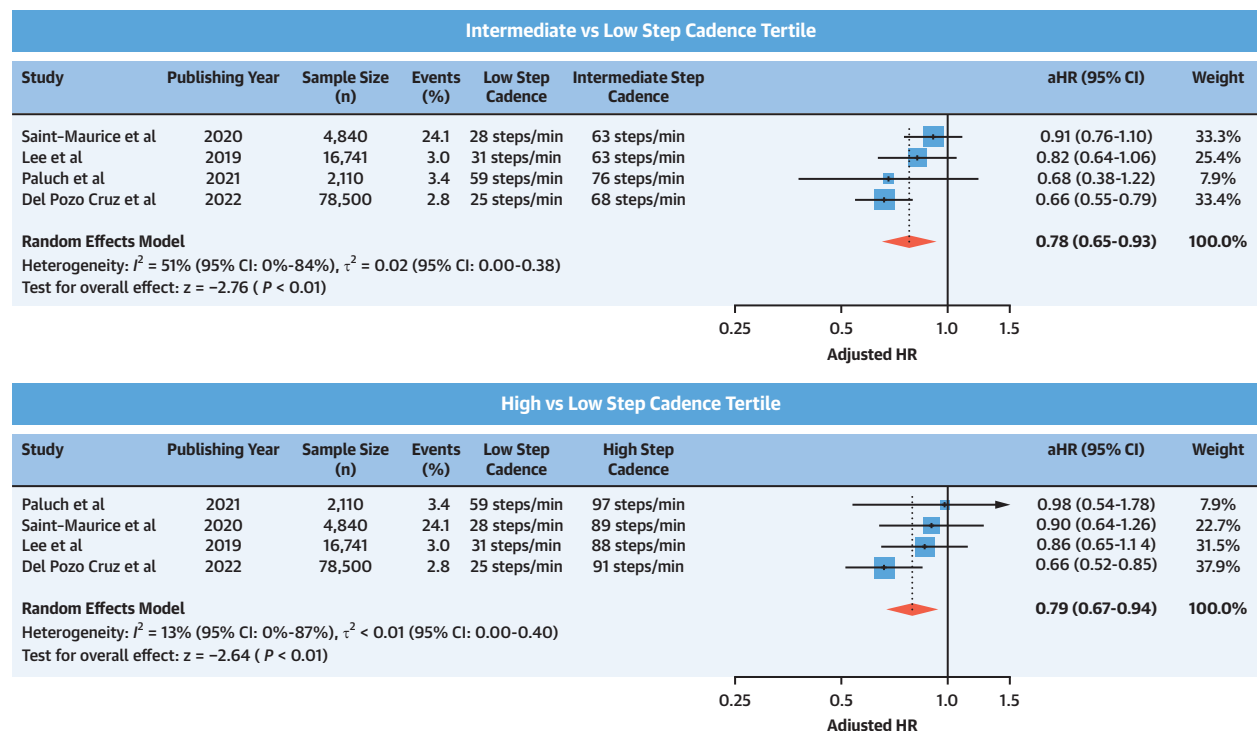 Intermediate vs Low Step Cadence Tertile
Study Publishing Year Sample Size (n) Events (%) Low Step Cadence Intermediate Step Cadence aHR (95% CI) Weight
Saint-Maurice et al 2020 4,840 24.1 28 steps/min 63 steps/min 0.91 (0.76-1.10) 33.3%
Lee et al 2019 16,741 3.0 31 steps/min 63 steps/min 0.82 (0.64-1.06) 25.4%
Paluch et al 2021 2,110 3.4 59 steps/min 76 steps/min 0.68 (0.38-1.22) 7.9%
Del Pozo Cruz et al 2022 78,500 2.8 25 steps/min 68 steps/min 0.66 (0.55-0.79) 33.4%
Random Effects Model 0.78 (0.65-0.93) 100.0%
Heterogeneity: I² = 51% (95% CI: 0%-84%), τ² = 0.02 (95% CI: 0.00-0.38)
Test for overall effect: z = −2.76 ( P < 0.01)
0.25 0.5 1.0 1.5
Adjusted HR
High vs Low Step Cadence Tertile
Study Publishing Year Sample Size (n) Events (%) Low Step Cadence High Step Cadence aHR (95% CI) Weight
Paluch et al 2021 2,110 3.4 59 steps/min 97 steps/min 0.98 (0.54-1.78) 7.9%
Saint-Maurice et al 2020 4,840 24.1 28 steps/min 89 steps/min 0.90 (0.64-1.26) 22.7%
Lee et al 2019 16,741 3.0 31 steps/min 88 steps/min 0.86 (0.65-1.1 4) 31.5%
Del Pozo Cruz et al 2022 78,500 2.8 25 steps/min 91 steps/min 0.66 (0.52-0.85) 37.9%
Random Effects Model 0.79 (0.67-0.94) 100.0%
Heterogeneity: I² = 13% (95% CI: 0%-87%), τ² < 0.01 (95% CI: 0.00-0.40)
Test for overall effect: z = −2.64 ( P < 0.01)
0.25 0.5 1.0 1.5
Adjusted HR